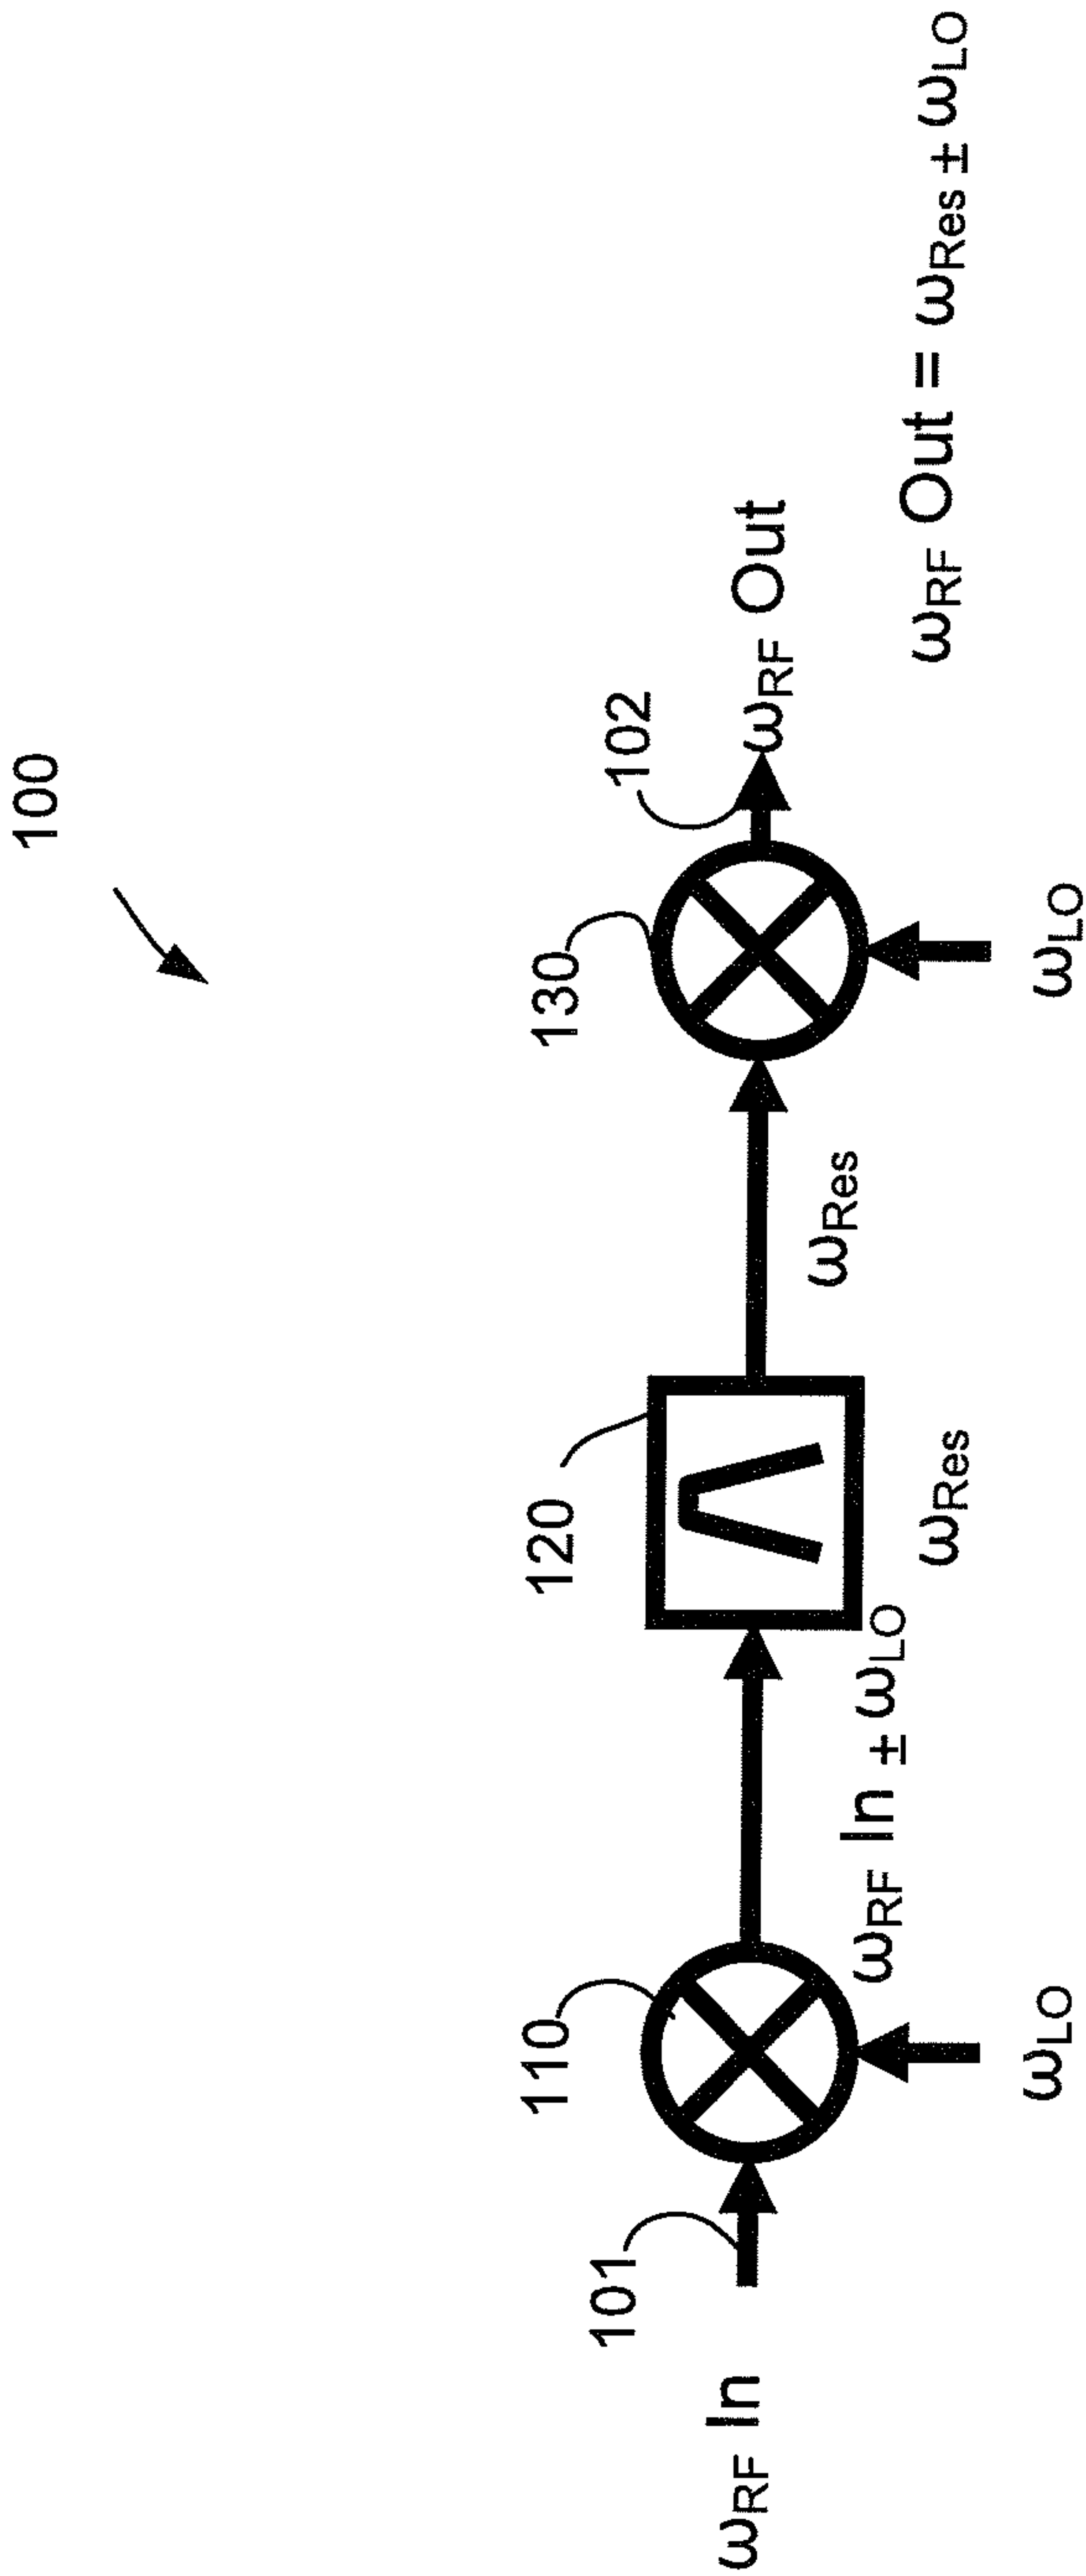 100
130
102
120
110
101
ωRF In
ωRF In ± ωLO
ωRes
ωRes
ωRF Out
ωLO
ωLO
ωRF Out = ωRes ± ωLO